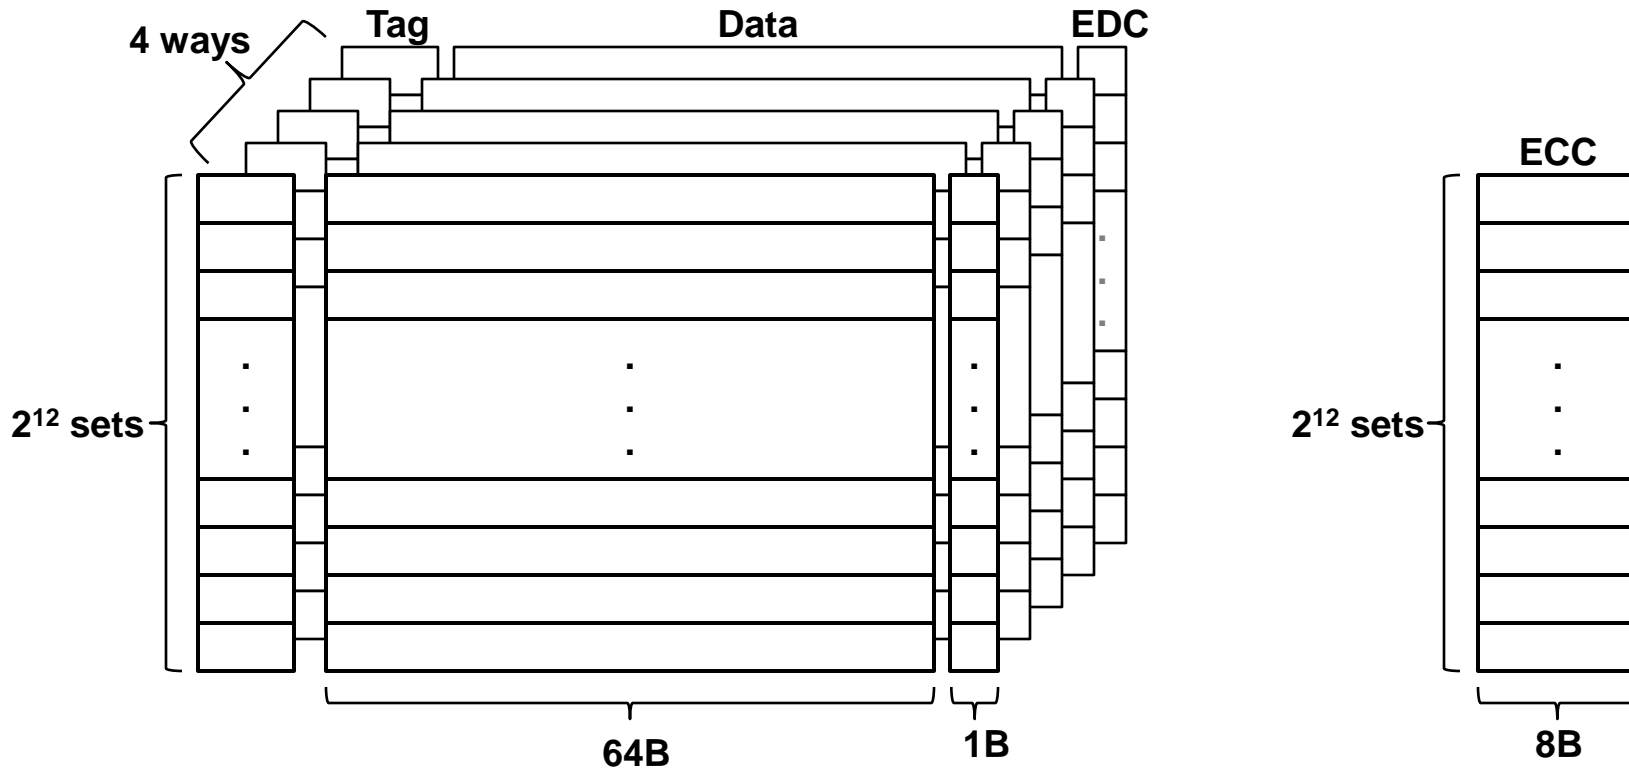 4 ways
Tag
Data
EDC
ECC
2¹² sets
2¹² sets
64B
1B
8B